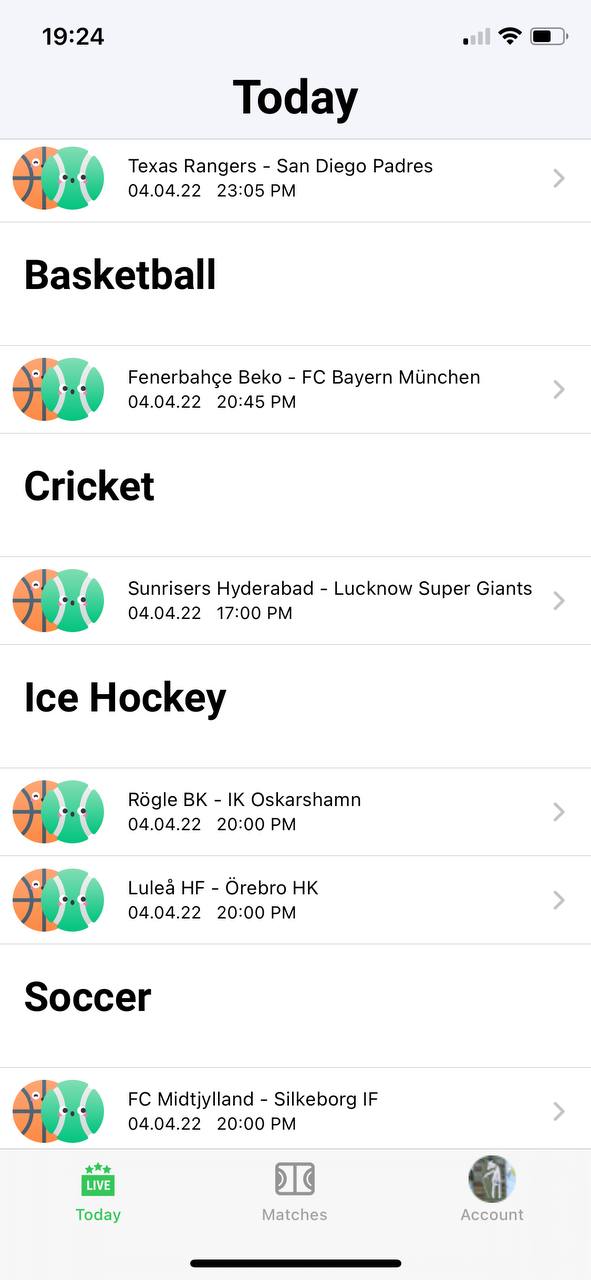 19:24
Today
Texas Rangers - San Diego Padres
04.04.22 23:05 PM
Basketball
Fenerbahçe Beko - FC Bayern München
04.04.22 20:45 PM
Cricket
Sunrisers Hyderabad - Lucknow Super Giants
04.04.22 17:00 PM
Ice Hockey
Rögle BK - IK Oskarshamn
04.04.22 20:00 PM
Luleå HF - Örebro HK
04.04.22 20:00 PM
Soccer
FC Midtjylland - Silkeborg IF
04.04.22 20:00 PM
LIVE
Today Matches Account